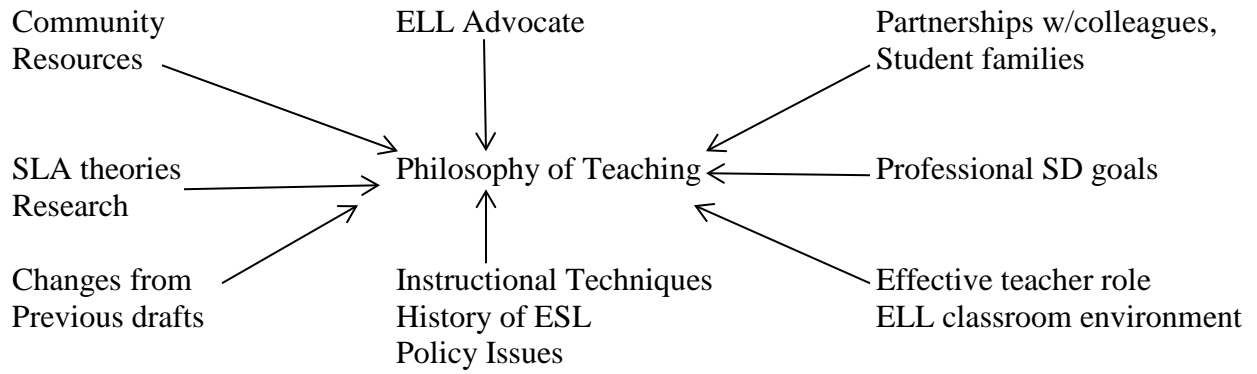 Community
Resources
ELL Advocate
Partnerships w/colleagues,
Student families
SLA theories
Research
Philosophy of Teaching
Professional SD goals
Changes from
Previous drafts
Instructional Techniques
History of ESL
Policy Issues
Effective teacher role
ELL classroom environment